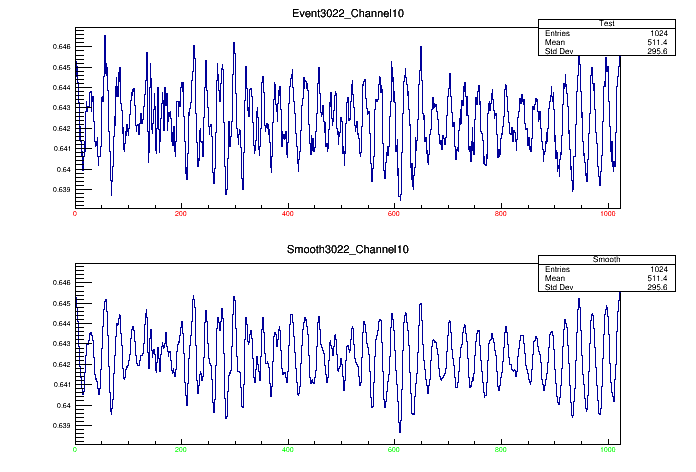 Event3022_Channel10
Test
Entries 1024
Mean 511.4
Std Dev 295.6
0.646
0.645
0.644
0.643
0.642
0.641
0.64
0.639
0 200 400 600 800 1000
Smooth3022_Channel10
Smooth
Entries 1024
Mean 511.4
Std Dev 295.6
0.646
0.645
0.644
0.643
0.642
0.641
0.64
0.639
0 200 400 600 800 1000